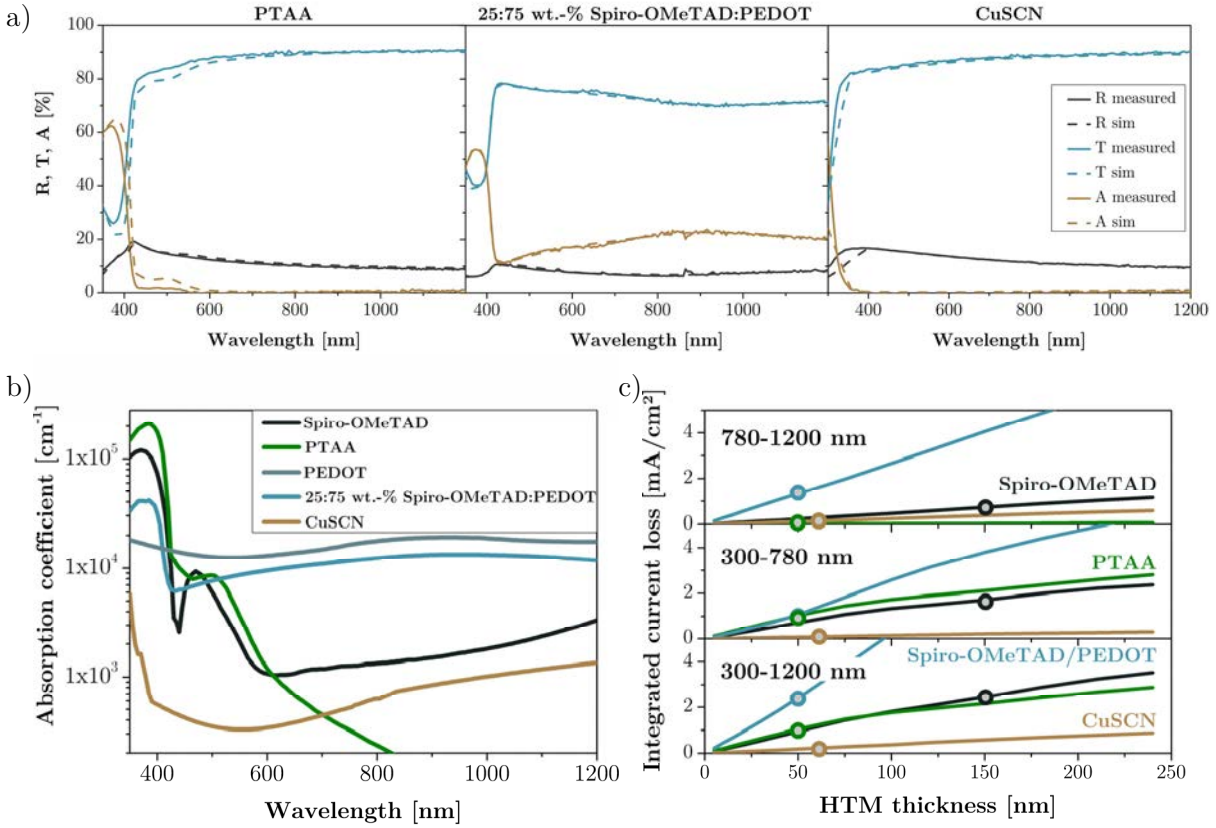 a)
PTAA
25:75 wt.-% Spiro-OMeTAD:PEDOT
CuSCN
R, T, A [%]
100
80
60
40
20
0
R measured
R sim
T measured
T sim
A measured
A sim
400 600 800 1000
400 600 800 1000
400 600 800 1000 1200
Wavelength [nm]
Wavelength [nm]
Wavelength [nm]
b)
Absorption coefficient [cm⁻¹]
1x10⁵
1x10⁴
1x10³
Spiro-OMeTAD
PTAA
PEDOT
25:75 wt.-% Spiro-OMeTAD:PEDOT
CuSCN
400 600 800 1000 1200
Wavelength [nm]
c)
Integrated current loss [mA/cm²]
4
2
0
780-1200 nm
Spiro-OMeTAD
4
2
0
300-780 nm
PTAA
4
2
0
300-1200 nm
Spiro-OMeTAD/PEDOT
CuSCN
0 50 100 150 200 250
HTM thickness [nm]